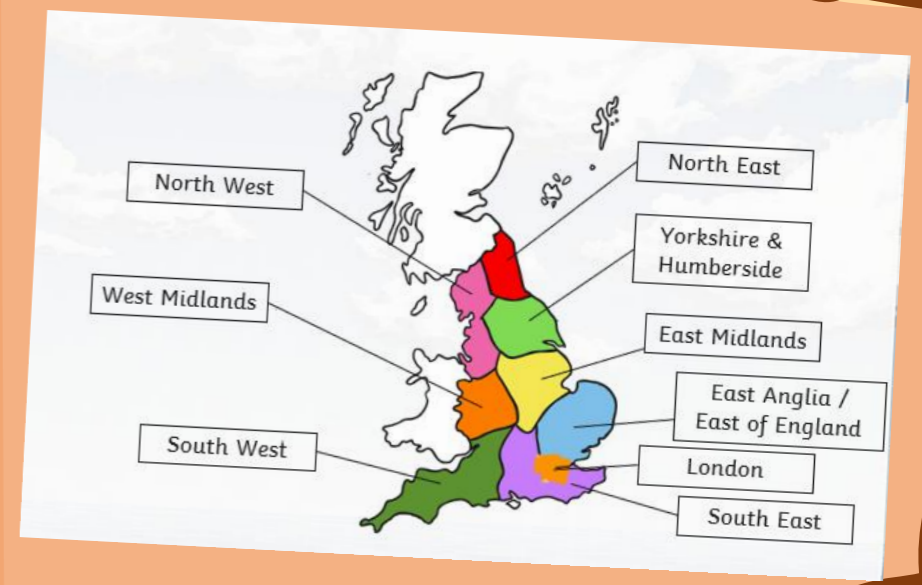 North West
West Midlands
South West
North East
Yorkshire &
Humberside
East Midlands
East Anglia /
East of England
London
South East